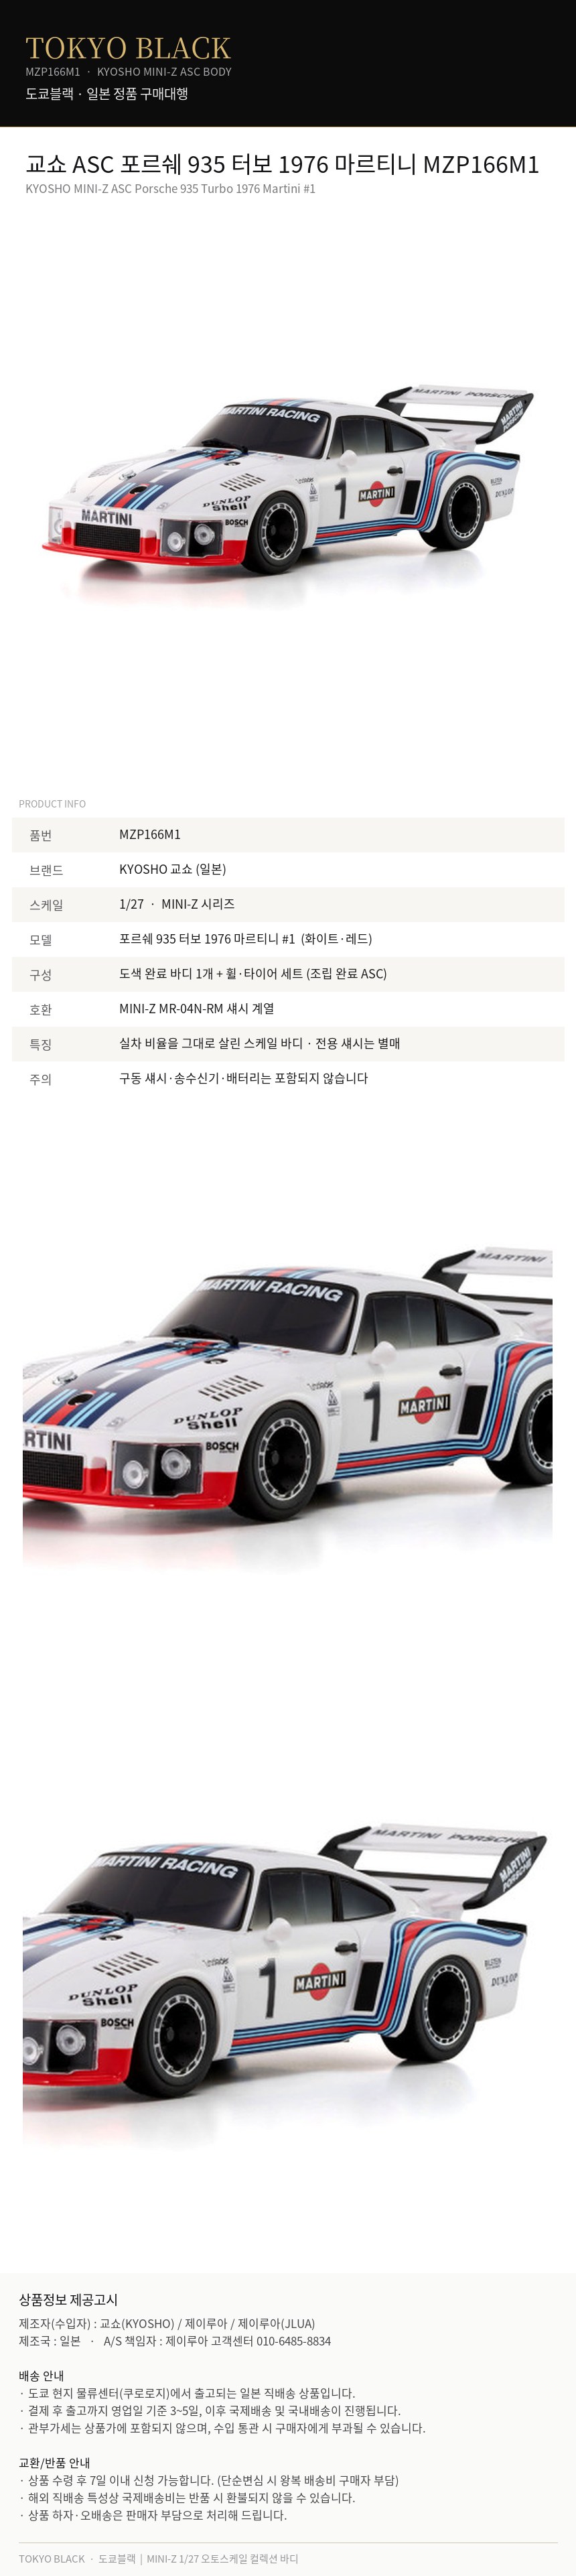 TOKYO BLACK
MZP166M1 · KYOSHO MINI-Z ASC BODY
도쿄블랙 · 일본 정품 구매대행
교쇼 ASC 포르쉐 935 터보 1976 마르티니 MZP166M1
KYOSHO MINI-Z ASC Porsche 935 Turbo 1976 Martini #1
MARTINI PORSCHE
MARTINI RACING
MARTINI PORSCHE
1
MARTINI
DUNLOP
Shell
DUNLOP
MARTINI
BOSCH
PRODUCT INFO
품번 MZP166M1
브랜드 KYOSHO 교쇼 (일본)
스케일 1/27 · MINI-Z 시리즈
모델 포르쉐 935 터보 1976 마르티니 #1 (화이트·레드)
구성 도색 완료 바디 1개 + 휠·타이어 세트 (조립 완료 ASC)
호환 MINI-Z MR-04N-RM 섀시 계열
특징 실차 비율을 그대로 살린 스케일 바디 · 전용 섀시는 별매
주의 구동 섀시·송수신기·배터리는 포함되지 않습니다
MARTINI
MARTINI RACING
1
MARTINI
DUNLOP
Shell
RTINI
BOSCH
MARTINI PORSCHE
MARTINI RACING
MARTINI PORSCHE
1
MARTINI
DUNLOP
DUNLOP
Shell
BOSCH
상품정보 제공고시
제조자(수입자) : 교쇼(KYOSHO) / 제이루아 / 제이루아(JLUA)
제조국 : 일본 · A/S 책임자 : 제이루아 고객센터 010-6485-8834
배송 안내
· 도쿄 현지 물류센터(쿠로로지)에서 출고되는 일본 직배송 상품입니다.
· 결제 후 출고까지 영업일 기준 3~5일, 이후 국제배송 및 국내배송이 진행됩니다.
· 관부가세는 상품가에 포함되지 않으며, 수입 통관 시 구매자에게 부과될 수 있습니다.
교환/반품 안내
· 상품 수령 후 7일 이내 신청 가능합니다. (단순변심 시 왕복 배송비 구매자 부담)
· 해외 직배송 특성상 국제배송비는 반품 시 환불되지 않을 수 있습니다.
· 상품 하자·오배송은 판매자 부담으로 처리해 드립니다.
TOKYO BLACK · 도쿄블랙 | MINI-Z 1/27 오토스케일 컬렉션 바디